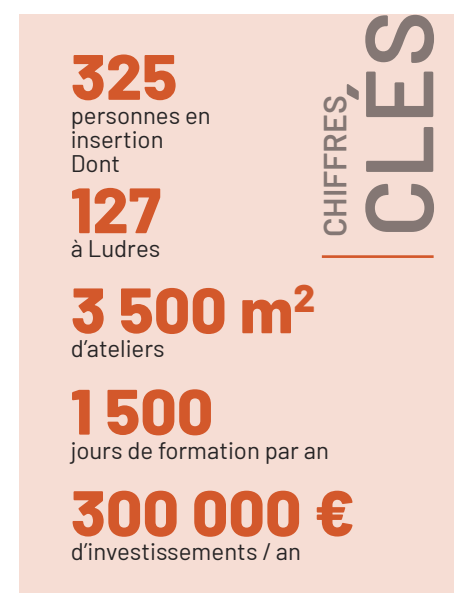 CHIFFRES
CLÉS
325
personnes en
insertion
Dont
127
à Ludres
3 500 m²
d’ateliers
1 500
jours de formation par an
300 000 €
d’investissements / an